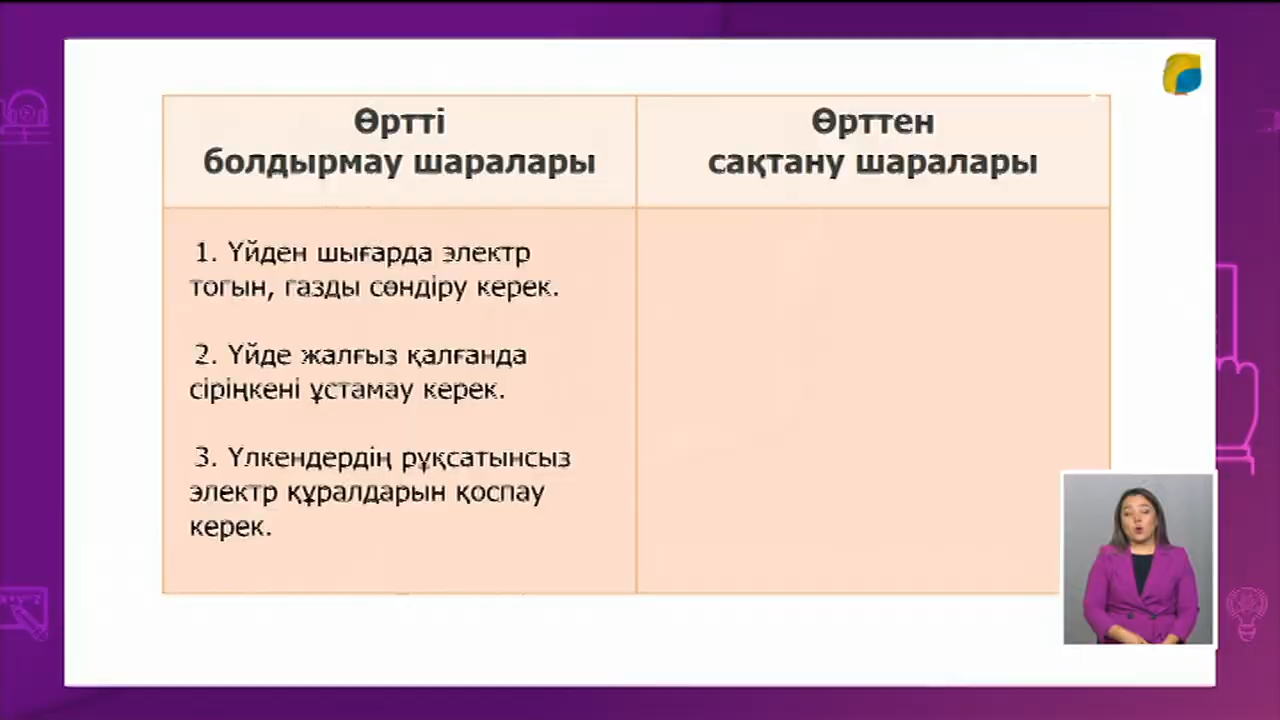 Өртті
болдырмау шаралары
Өрттен
сақтану шаралары
1. Үйден шығарда электр
тогын, газды сөндіру керек.
2. Үйде жалғыз қалғанда
сіріңкені ұстамау керек.
3. Үлкендердің рұқсатынсыз
электр құралдарын қоспау
керек.